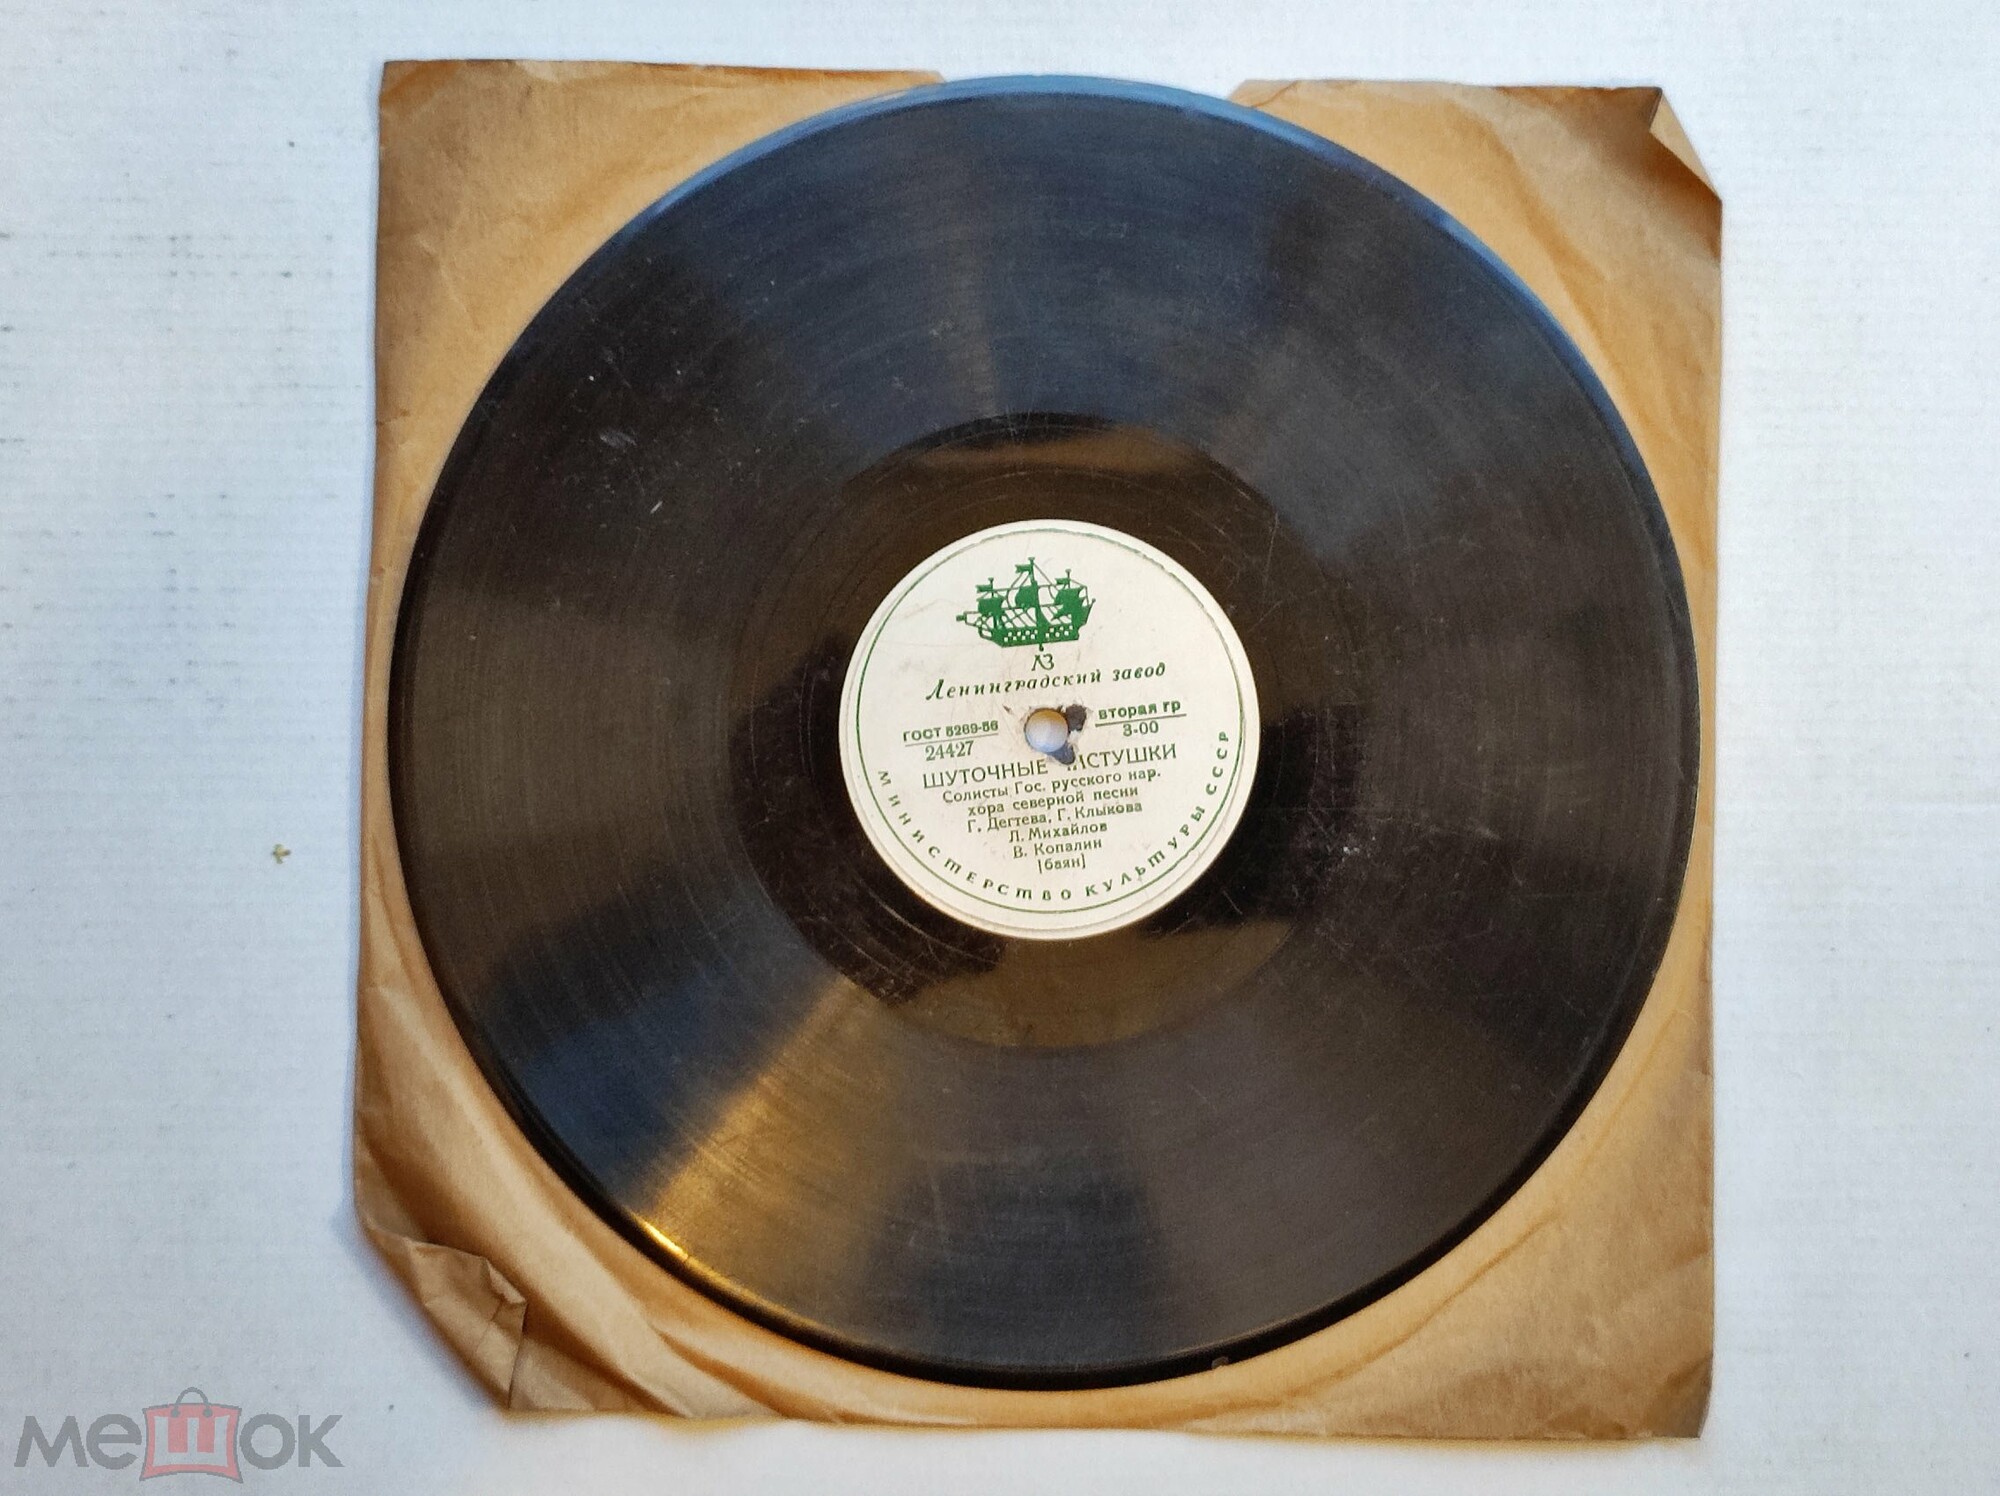 ЛЗ
Ленинградский завод
ГОСТ 5289-56
24427
вторая гр
3-00
ШУТОЧНЫЕ ЧАСТУШКИ
Солисты Гос. русского нар.
хора северной песни
Г. Дегтева, Г. Клыкова
Л. Михайлов
В. Копалин
[баян]
МИНИСТЕРСТВО КУЛЬТУРЫ СССР
мешок